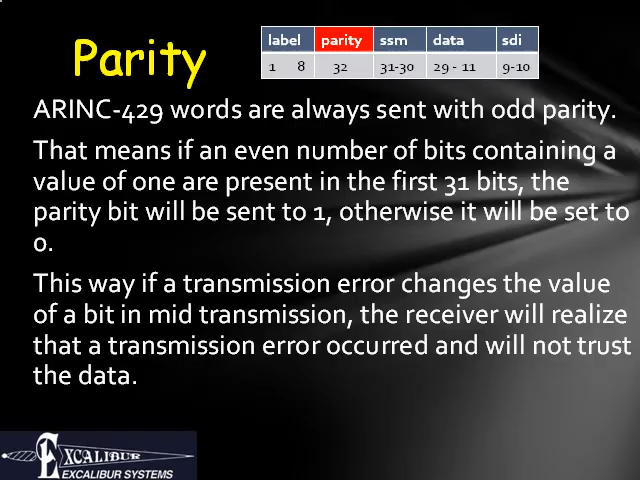 Parity
label parity ssm data sdi
1 8 32 31-30 29 - 11 9-10
ARINC-429 words are always sent with odd parity.
That means if an even number of bits containing a
value of one are present in the first 31 bits, the
parity bit will be sent to 1, otherwise it will be set to
0.
This way if a transmission error changes the value
of a bit in mid transmission, the receiver will realize
that a transmission error occurred and will not trust
the data.
EXCALIBUR
EXCALIBUR SYSTEMS